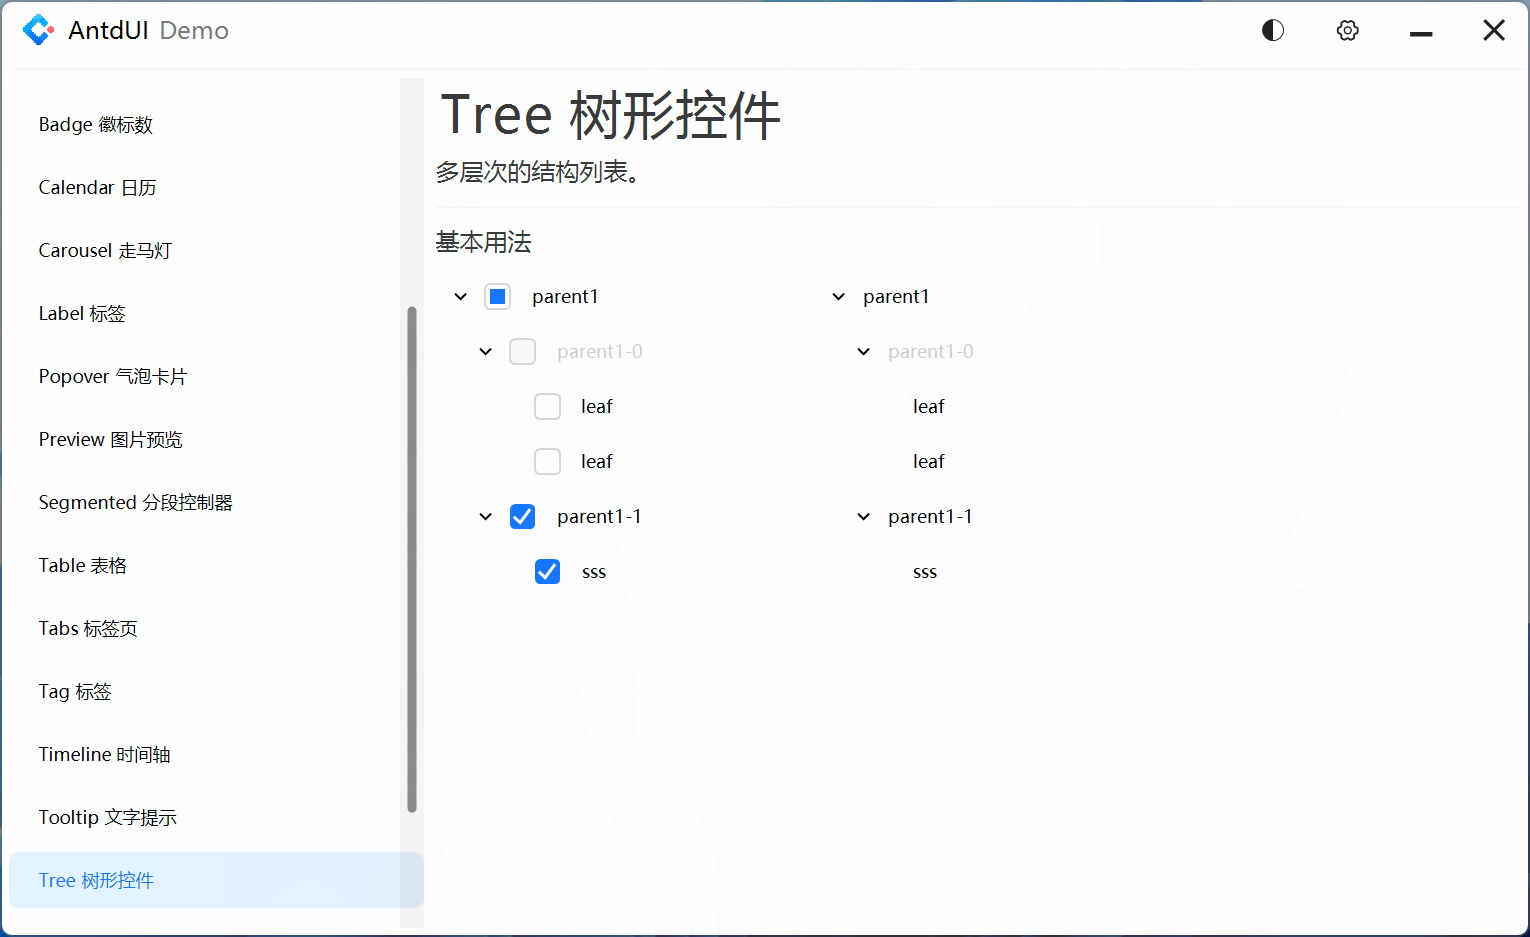 AntdUI Demo
Badge 徽标数
Calendar 日历
Carousel 走马灯
Label 标签
Popover 气泡卡片
Preview 图片预览
Segmented 分段控制器
Table 表格
Tabs 标签页
Tag 标签
Timeline 时间轴
Tooltip 文字提示
Tree 树形控件
Tree 树形控件
多层次的结构列表。
基本用法
parent1
parent1-0
leaf
leaf
parent1-1
sss
parent1
parent1-0
leaf
leaf
parent1-1
sss